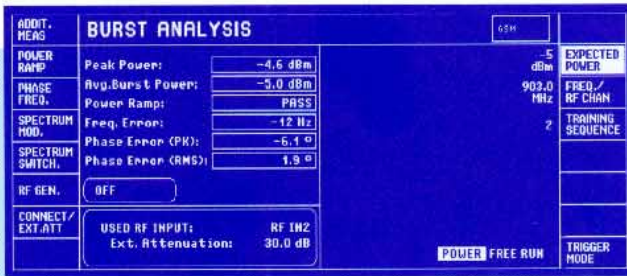 ADDIT.
MEAS
POWER
RAMP
PHASE
FREQ.
SPECTRUM
MOD.
SPECTRUM
SWITCH.
RF GEN.
CONNECT/
EXT.ATT
BURST ANALYSIS
GSM
Peak Power: -4.6 dBm
Avg.Burst Power: -5.0 dBm
Power Ramp: PASS
Freq. Error: -12 Hz
Phase Error (PK): -6.1 º
Phase Error (RMS): 1.9 º
OFF
USED RF INPUT: RF IN2
Ext. Attenuation: 30.0 dB
-5
dBm
903.0
MHz
2
POWER FREE RUN
EXPECTED
POWER
FREQ./
RF CHAN
TRAINING
SEQUENCE
TRIGGER
MODE